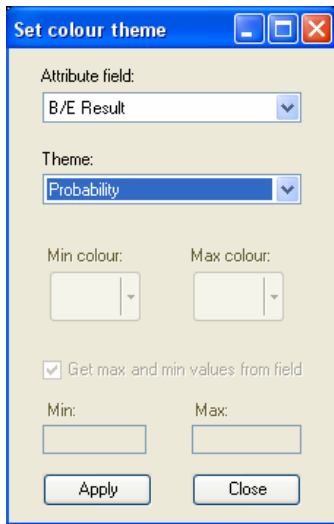 Set colour theme
Attribute field:
B/E Result
Theme:
Probability
Min colour: Max colour:
Get max and min values from field
Min: Max:
Apply Close